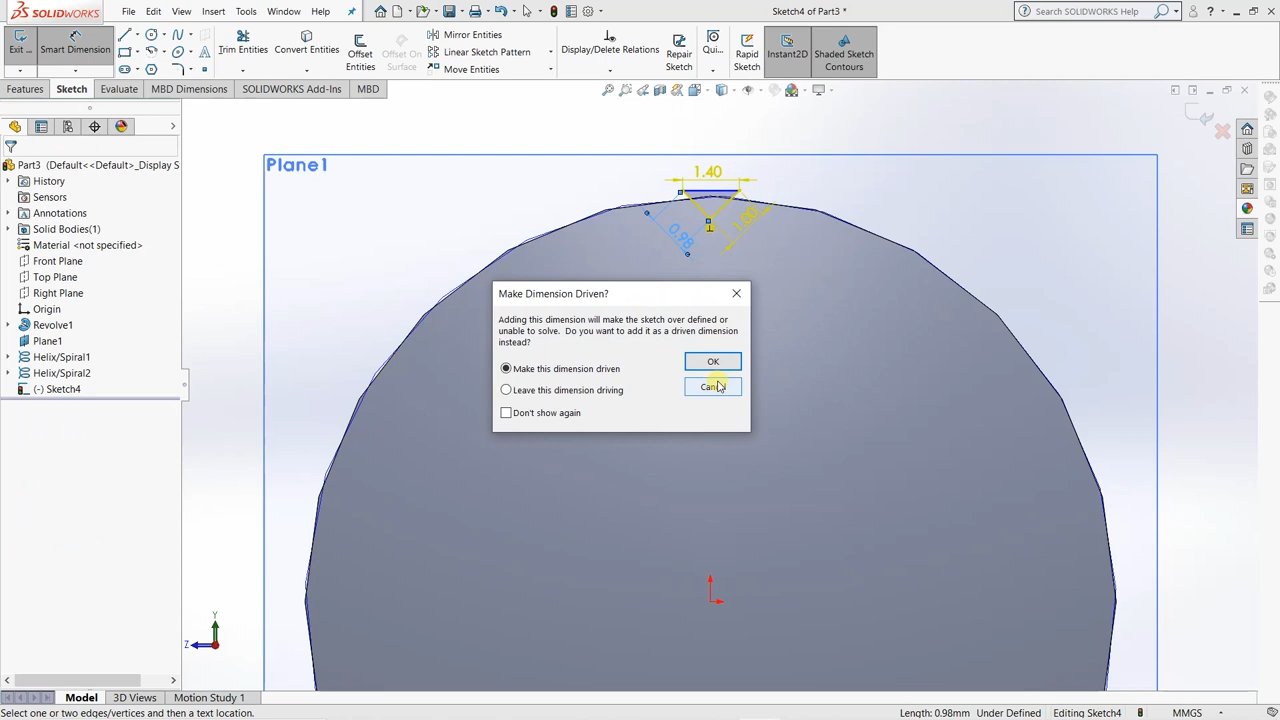 SOLIDWORKS
File
Edit
View
Insert
Tools
Window
Help
Sketch4 of Part3 *
Search SOLIDWORKS Help
Exit ...
Smart Dimension
Trim Entities
Convert Entities
Offset
Entities
Offset On
Surface
Mirror Entities
Linear Sketch Pattern
Move Entities
Display/Delete Relations
Repair
Sketch
Qui...
Rapid
Sketch
Instant2D
Shaded Sketch
Contours
Features
Sketch
Evaluate
MBD Dimensions
SOLIDWORKS Add-Ins
MBD
Part3 (Default<<Default>_Display S
History
Sensors
Annotations
Solid Bodies(1)
Material <not specified>
Front Plane
Top Plane
Right Plane
Origin
Revolve1
Plane1
Helix/Spiral1
Helix/Spiral2
(-) Sketch4
Plane1
1.40
0.98
1.00
Make Dimension Driven?
Adding this dimension will make the sketch over defined or
unable to solve. Do you want to add it as a driven dimension
instead?
Make this dimension driven
Leave this dimension driving
Don't show again
OK
Y
Z
Model
3D Views
Motion Study 1
Select one or two edges/vertices and then a text location.
Length: 0.98mm
Under Defined
Editing Sketch4
MMGS